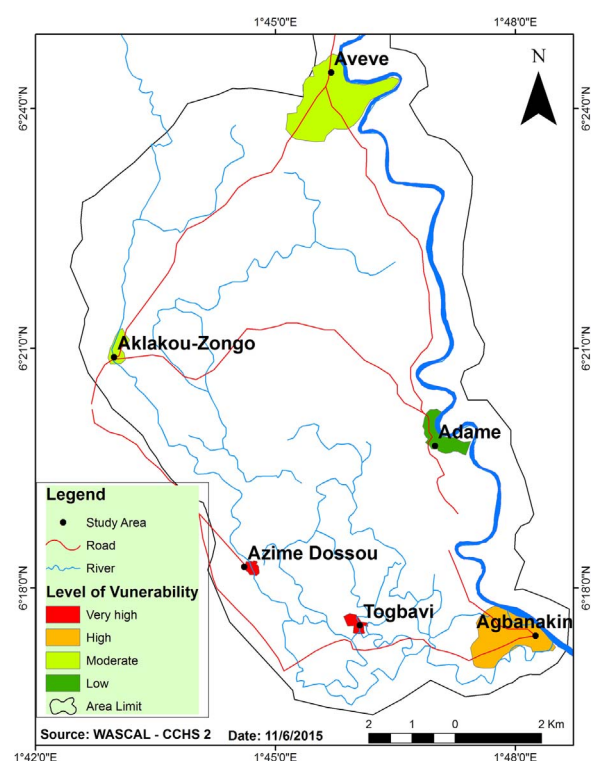 1°45'0"E 1°48'0"E
N
Aveve
6°24'0"N 6°24'0"N
Aklakou-Zongo
6°21'0"N 6°21'0"N
Adame
Legend
Study Area
Road
River
Level of Vunerability
Very high
High
Moderate
Low
Area Limit
Azime Dossou
6°18'0"N 6°18'0"N
Togbavi
Agbanakin
2 1 0 2 Km
Source: WASCAL - CCHS 2 Date: 11/6/2015
1°42'0"E 1°45'0"E 1°48'0"E